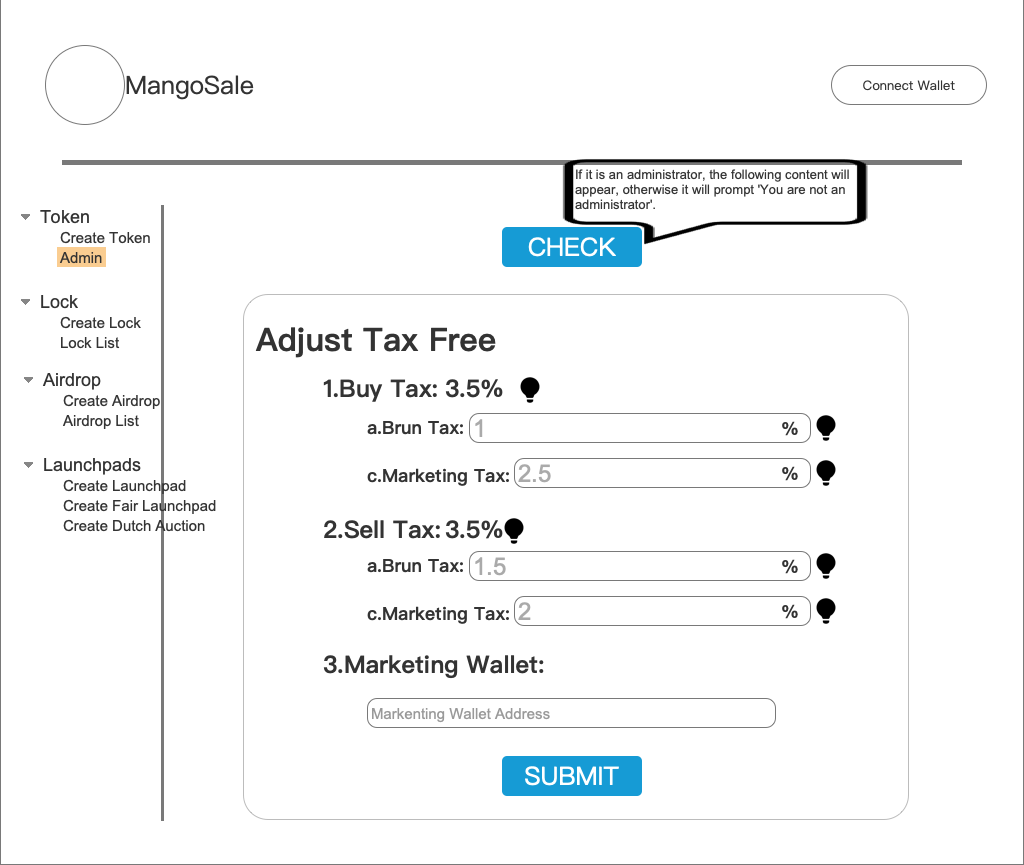 MangoSale
Connect Wallet
If it is an administrator, the following content will
appear, otherwise it will prompt 'You are not an
administrator'.
CHECK
Token
Create Token
Admin
Lock
Create Lock
Lock List
Airdrop
Create Airdrop
Airdrop List
Launchpads
Create Launchpad
Create Fair Launchpad
Create Dutch Auction
Adjust Tax Free
1.Buy Tax: 3.5%
a.Brun Tax: 1 %
c.Marketing Tax: 2.5 %
2.Sell Tax: 3.5%
a.Brun Tax: 1.5 %
c.Marketing Tax: 2 %
3.Marketing Wallet:
Markenting Wallet Address
SUBMIT